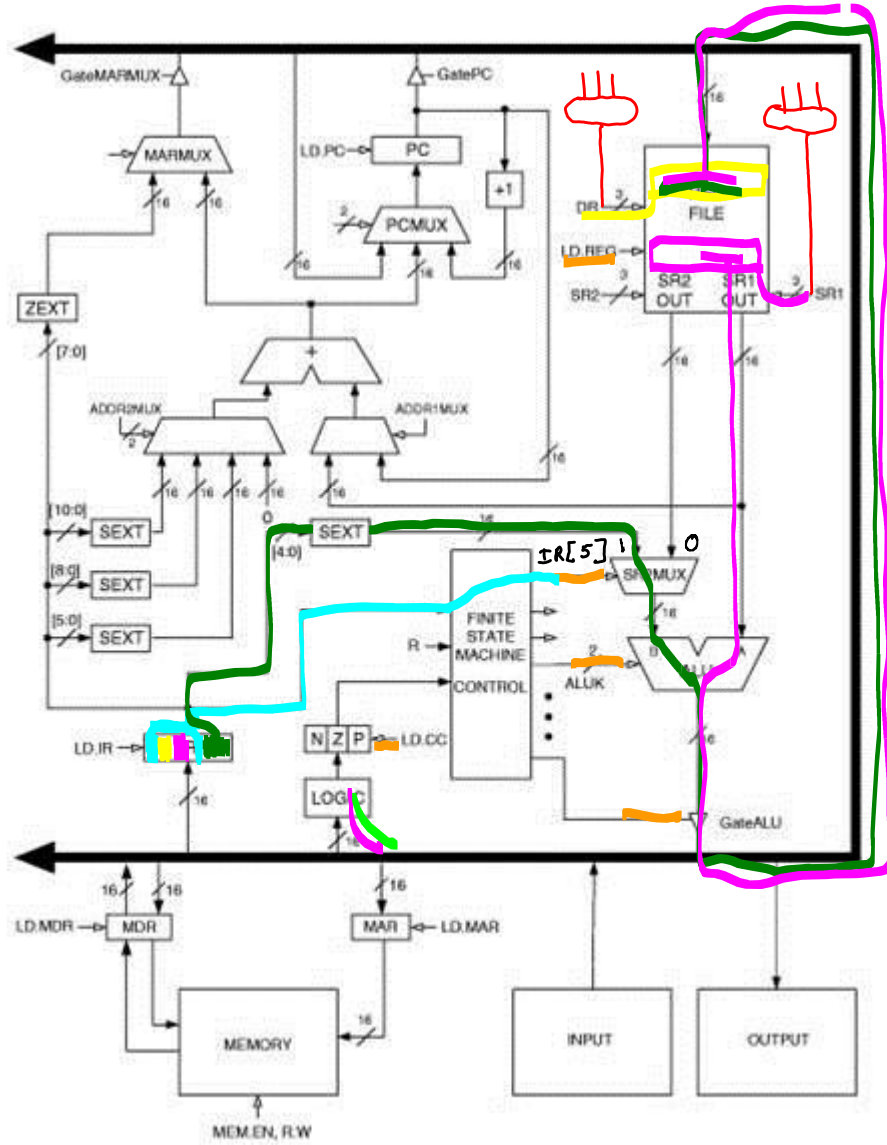 GateMARMUX
GatePC
16
MARMUX
LD.PC
PC
+1
16
16
2
PCMUX
16
16
16
DR
3
FILE
LD.REG
SR2
3
SR2
OUT
SR1
OUT
3
SR1
ZEXT
[7:0]
+
16
16
ADDR2MUX
2
ADDR1MUX
16
16
16
16
16
16
[10:0]
SEXT
0
[4:0]
SEXT
16
IR[5] 1 0
[8:0]
SEXT
SR2MUX
16
[5:0]
SEXT
FINITE
STATE
MACHINE
CONTROL
R
B
ALU
A
2
ALUK
LD.IR
N Z P
LD.CC
16
LOGIC
16
16
GateALU
16
16
16
LD.MDR
MDR
MAR
LD.MAR
16
MEMORY
INPUT
OUTPUT
MEM.EN, R.W